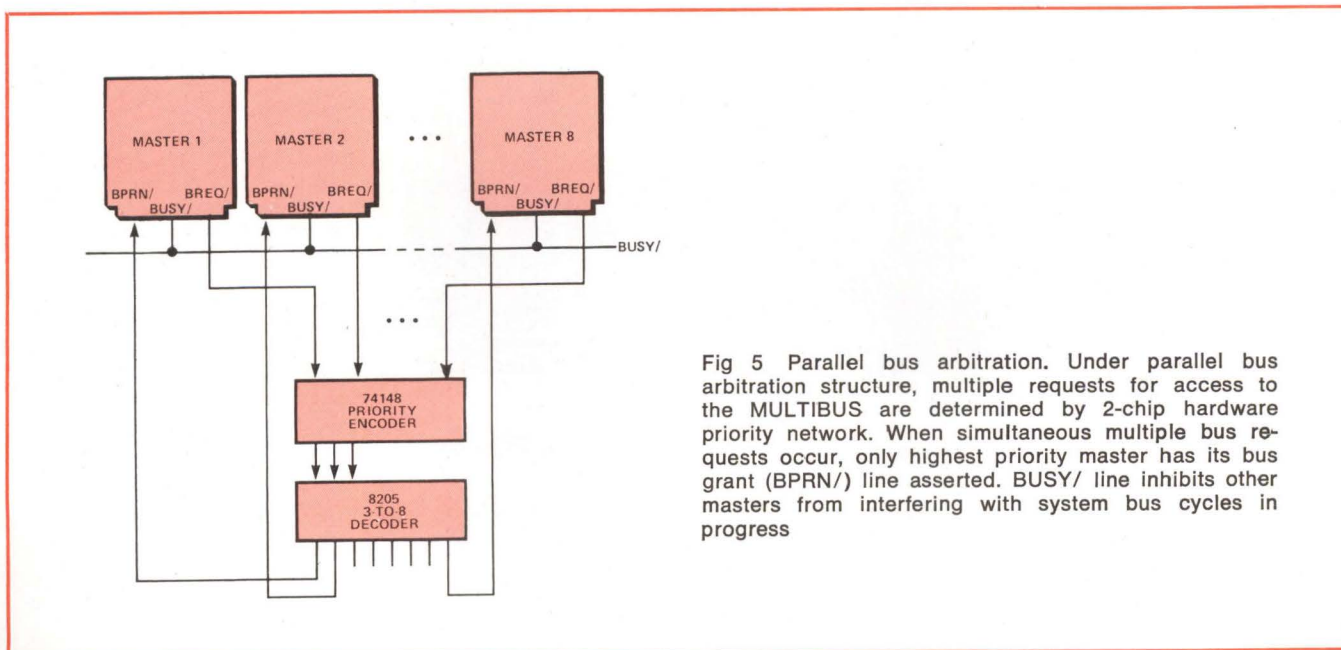 MASTER 1
BPRN/ BREQ/
BUSY/
MASTER 2
BPRN/ BREQ/
BUSY/
• • •
MASTER 8
BPRN/ BREQ/
BUSY/
BUSY/
• • •
74148
PRIORITY
ENCODER
8205
3-TO-8
DECODER
Fig 5 Parallel bus arbitration. Under parallel bus
arbitration structure, multiple requests for access to
the MULTIBUS are determined by 2-chip hardware
priority network. When simultaneous multiple bus re-
quests occur, only highest priority master has its bus
grant (BPRN/) line asserted. BUSY/ line inhibits other
masters from interfering with system bus cycles in
progress